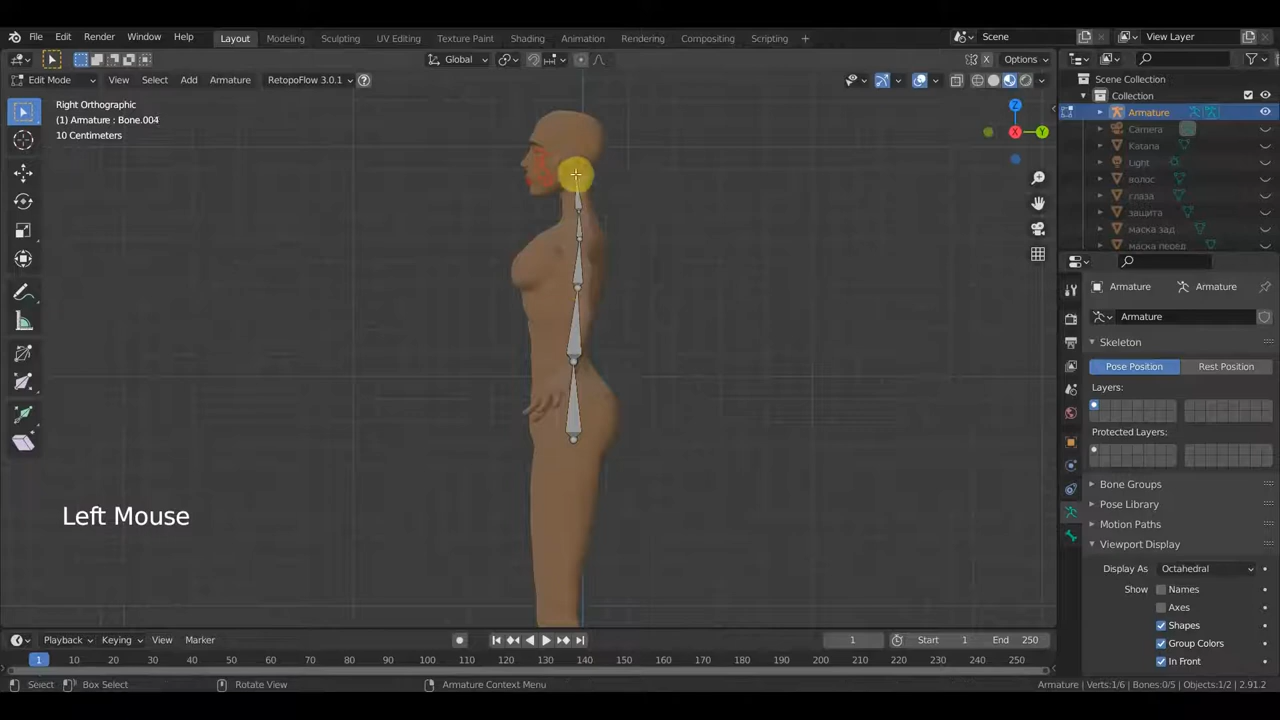 File Edit Render Window Help Layout Modeling Sculpting UV Editing Texture Paint Shading Animation Rendering Compositing Scripting + Scene View Layer
Global Options
Edit Mode View Select Add Armature RetopoFlow 3.0.1
Right Orthographic
(1) Armature : Bone.004
10 Centimeters
X
Y
Z
Left Mouse
Scene Collection
Collection
Armature
Camera
Katana
Light
волос
глаза
защита
маска зад
маска перед
Armature Armature
Armature
Skeleton
Pose Position Rest Position
Layers:
Protected Layers:
Bone Groups
Pose Library
Motion Paths
Viewport Display
Display As Octahedral
Show Names
Axes
Shapes
Group Colors
In Front
Playback Keying View Marker 1 Start 1 End 250
1 10 20 30 40 50 60 70 80 90 100 110 120 130 140 150 160 170 180 190 200 210 220 230 240 250
Select Box Select Rotate View Armature Context Menu Armature | Verts:1/6 | Bones:0/5 | Objects:1/2 | 2.91.2